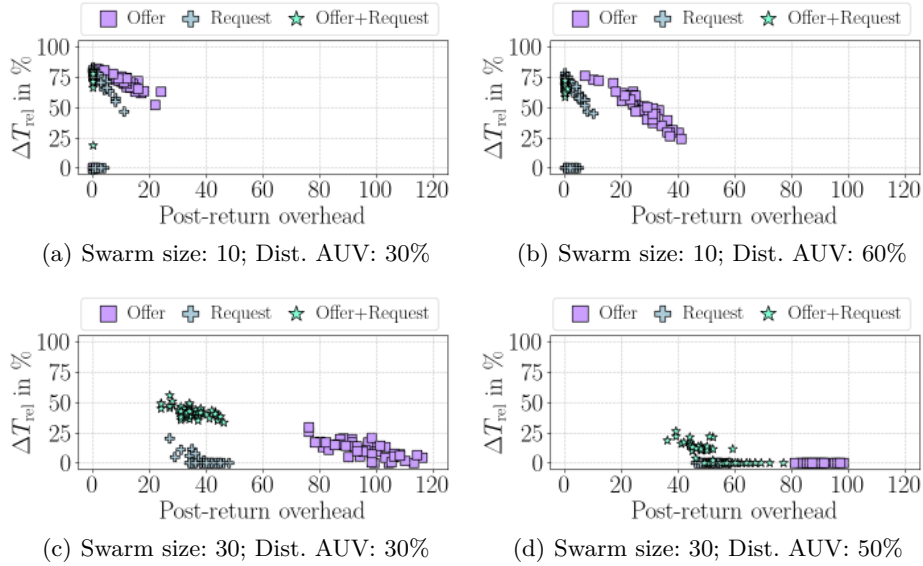 Offer Request Offer+Request
Offer Request Offer+Request
100
75
50
25
0
ΔT_rel in %
0 20 40 60 80 100 120
Post-return overhead
100
75
50
25
0
ΔT_rel in %
0 20 40 60 80 100 120
Post-return overhead
(a) Swarm size: 10; Dist. AUV: 30%
(b) Swarm size: 10; Dist. AUV: 60%
Offer Request Offer+Request
Offer Request Offer+Request
100
75
50
25
0
ΔT_rel in %
0 20 40 60 80 100 120
Post-return overhead
100
75
50
25
0
ΔT_rel in %
0 20 40 60 80 100 120
Post-return overhead
(c) Swarm size: 30; Dist. AUV: 30%
(d) Swarm size: 30; Dist. AUV: 50%